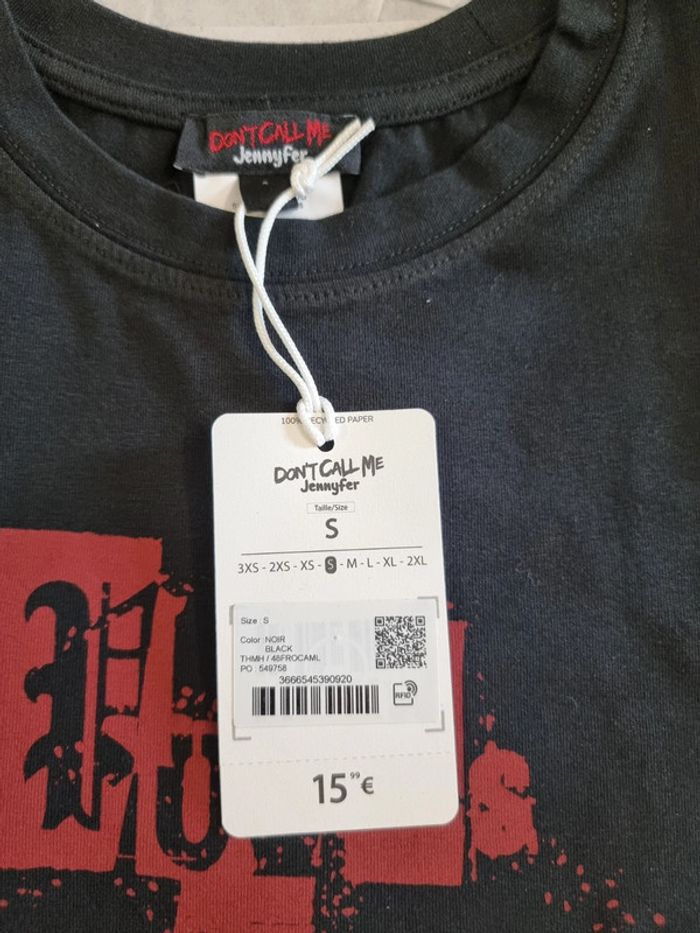 DON'T CALL ME
Jennyfer
100% RECYCLED PAPER
DON'T CALL ME
Jennyfer
Taille/Size
S
3XS - 2XS - XS - S - M - L - XL - 2XL
Size : S
Color : NOIR
BLACK
THMH / 48FROCAML
PO : 549758
3666545390920
RFID
15,99 €